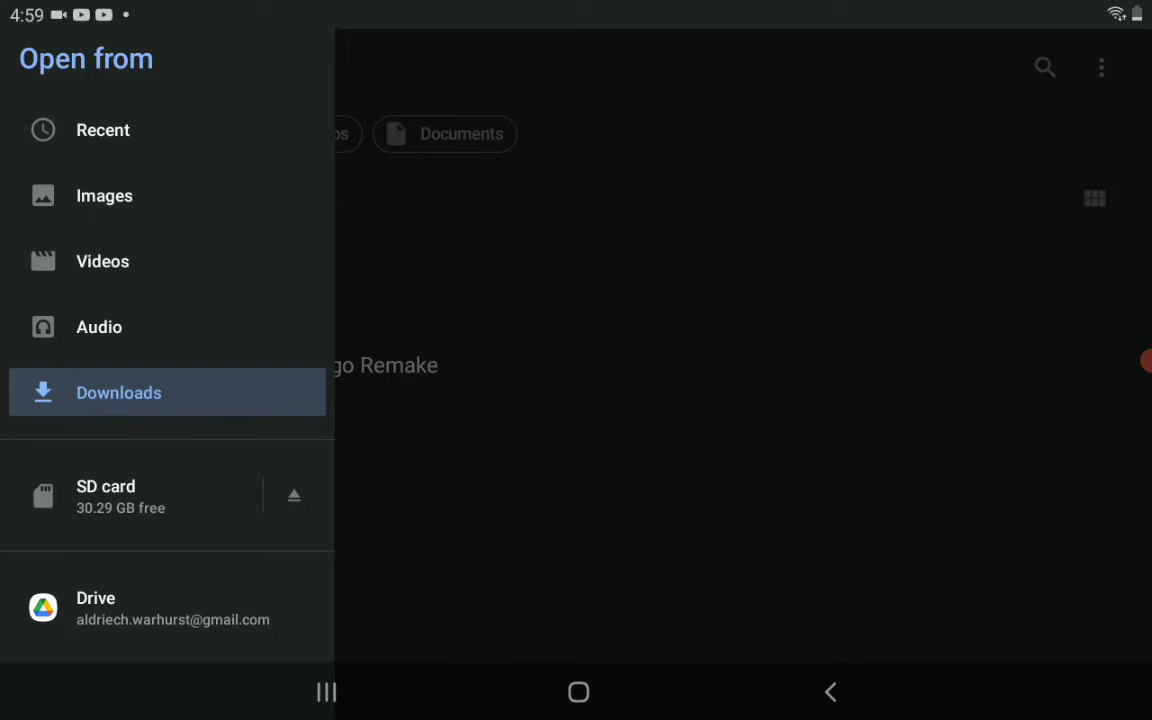 4:59
Open from
Recent
Documents
Images
Videos
Audio
go Remake
Downloads
SD card
30.29 GB free
Drive
aldriech.warhurst@gmail.com